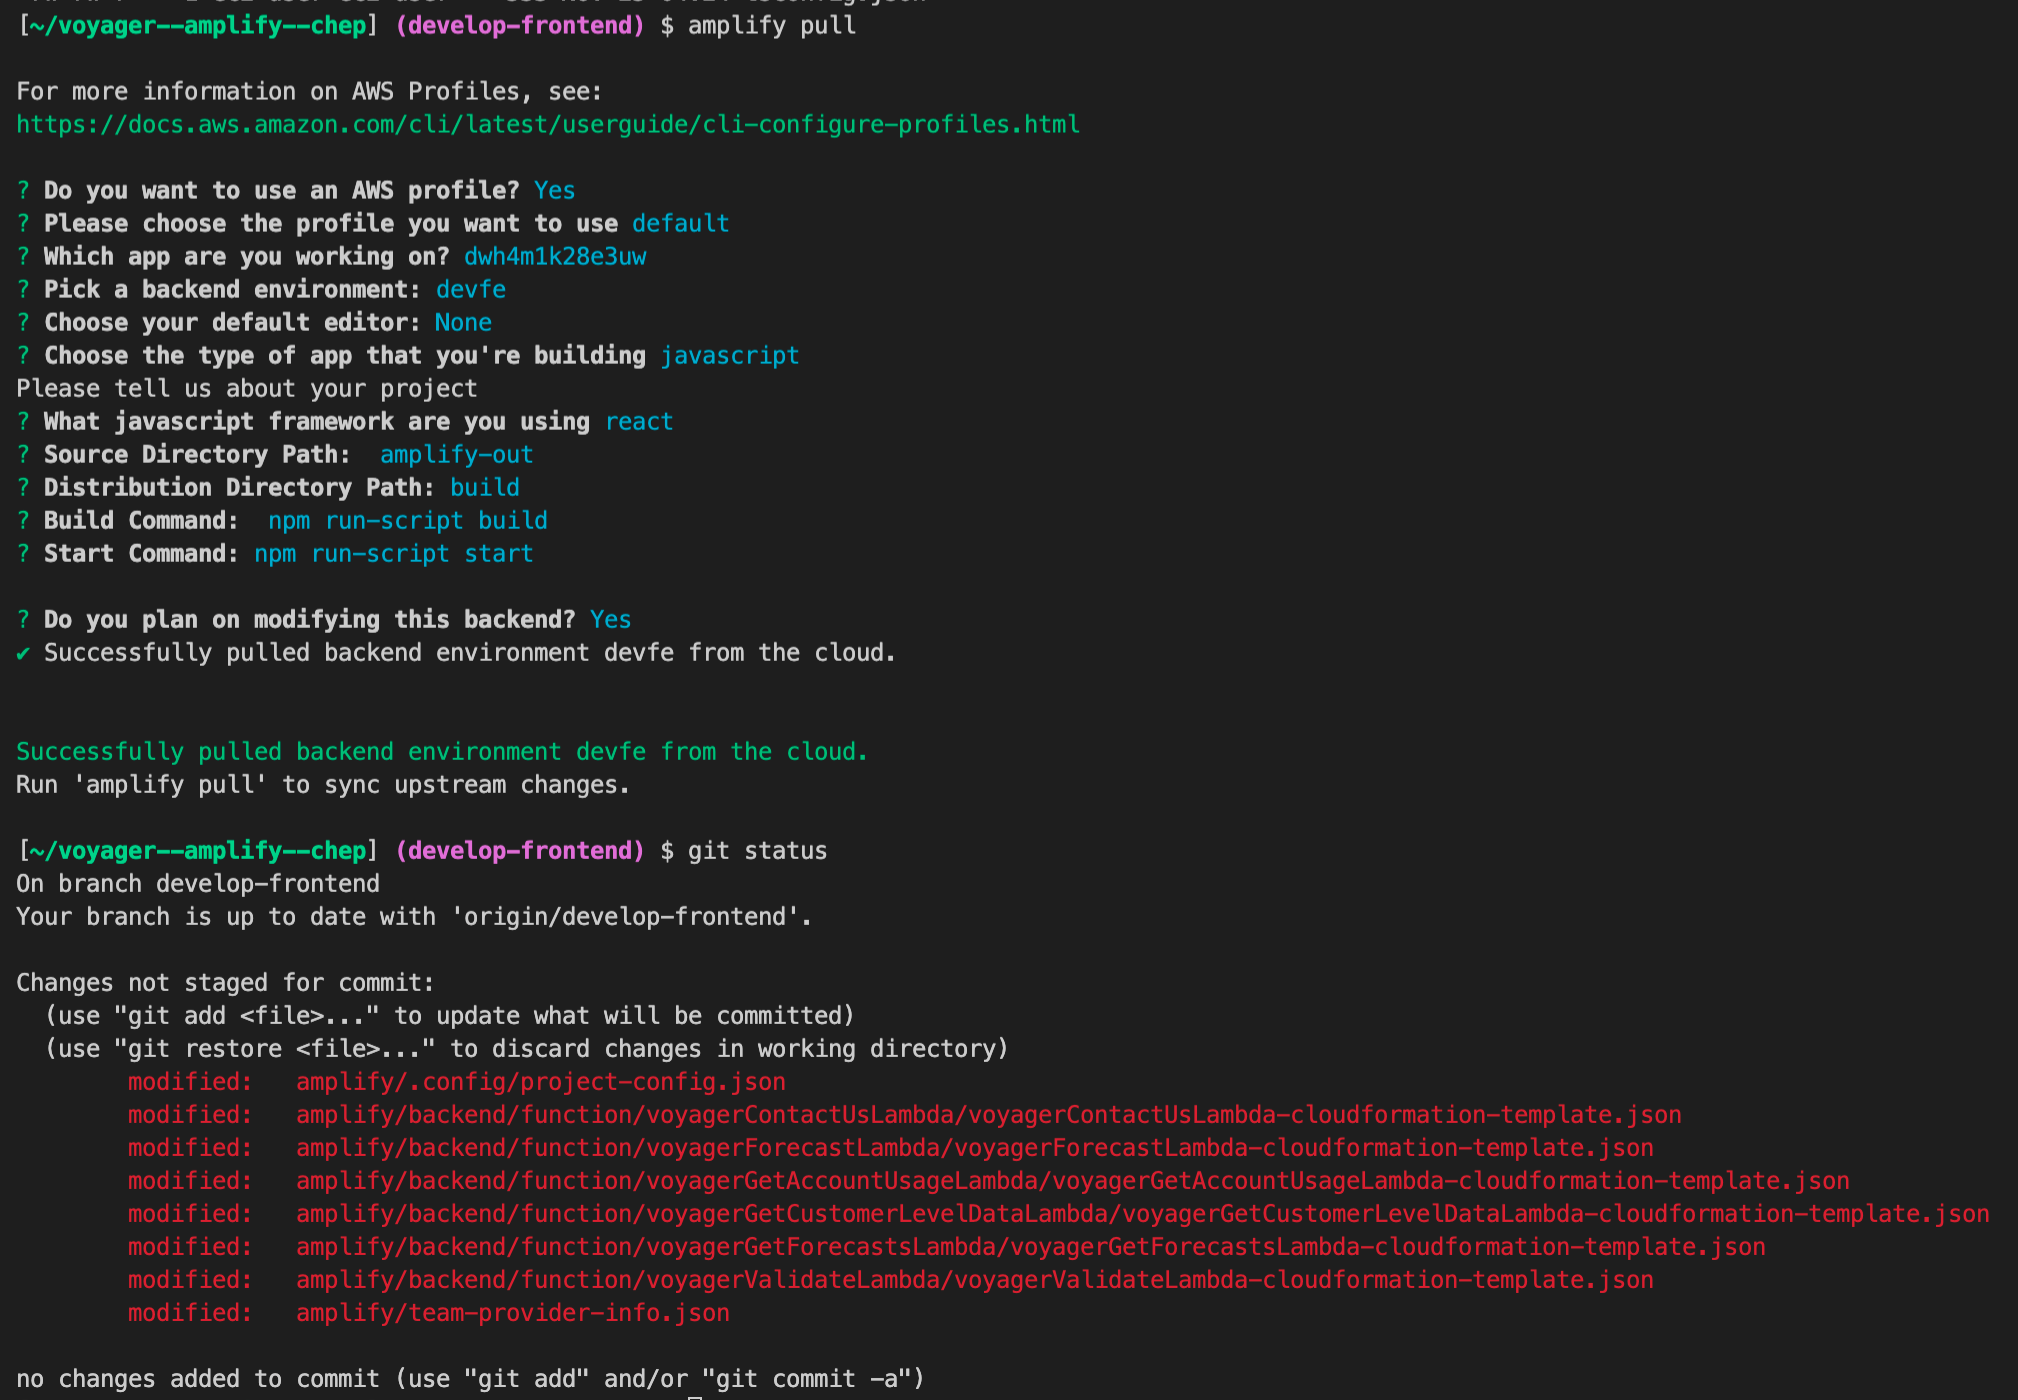 [~/voyager--amplify--chep] (develop-frontend) $ amplify pull
For more information on AWS Profiles, see:
https://docs.aws.amazon.com/cli/latest/userguide/cli-configure-profiles.html
? Do you want to use an AWS profile? Yes
? Please choose the profile you want to use default
? Which app are you working on? dwh4m1k28e3uw
? Pick a backend environment: devfe
? Choose your default editor: None
? Choose the type of app that you're building javascript
Please tell us about your project
? What javascript framework are you using react
? Source Directory Path:  amplify-out
? Distribution Directory Path: build
? Build Command:  npm run-script build
? Start Command: npm run-script start
? Do you plan on modifying this backend? Yes
✔ Successfully pulled backend environment devfe from the cloud.
Successfully pulled backend environment devfe from the cloud.
Run 'amplify pull' to sync upstream changes.
[~/voyager--amplify--chep] (develop-frontend) $ git status
On branch develop-frontend
Your branch is up to date with 'origin/develop-frontend'.
Changes not staged for commit:
  (use "git add <file>..." to update what will be committed)
  (use "git restore <file>..." to discard changes in working directory)
        modified:   amplify/.config/project-config.json
        modified:   amplify/backend/function/voyagerContactUsLambda/voyagerContactUsLambda-cloudformation-template.json
        modified:   amplify/backend/function/voyagerForecastLambda/voyagerForecastLambda-cloudformation-template.json
        modified:   amplify/backend/function/voyagerGetAccountUsageLambda/voyagerGetAccountUsageLambda-cloudformation-template.json
        modified:   amplify/backend/function/voyagerGetCustomerLevelDataLambda/voyagerGetCustomerLevelDataLambda-cloudformation-template.json
        modified:   amplify/backend/function/voyagerGetForecastsLambda/voyagerGetForecastsLambda-cloudformation-template.json
        modified:   amplify/backend/function/voyagerValidateLambda/voyagerValidateLambda-cloudformation-template.json
        modified:   amplify/team-provider-info.json
no changes added to commit (use "git add" and/or "git commit -a")